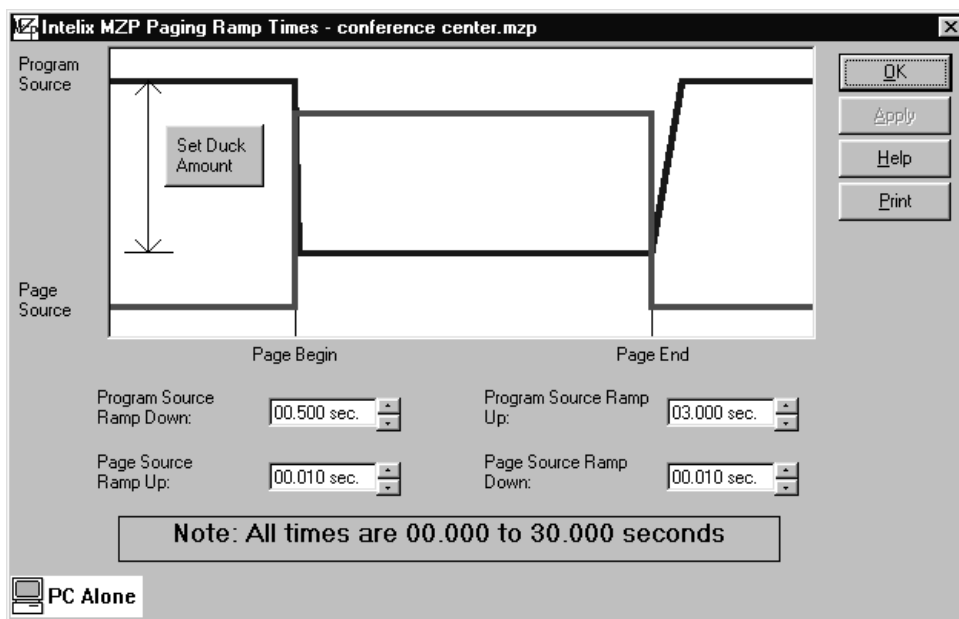 MZP Intelix MZP Paging Ramp Times - conference center.mzp
Program
Source
Set Duck
Amount
Page
Source
Page Begin
Page End
OK
Apply
Help
Print
Program Source
Ramp Down:
00.500 sec.
Program Source Ramp
Up:
03.000 sec.
Page Source
Ramp Up:
00.010 sec.
Page Source Ramp
Down:
00.010 sec.
Note: All times are 00.000 to 30.000 seconds
PC Alone